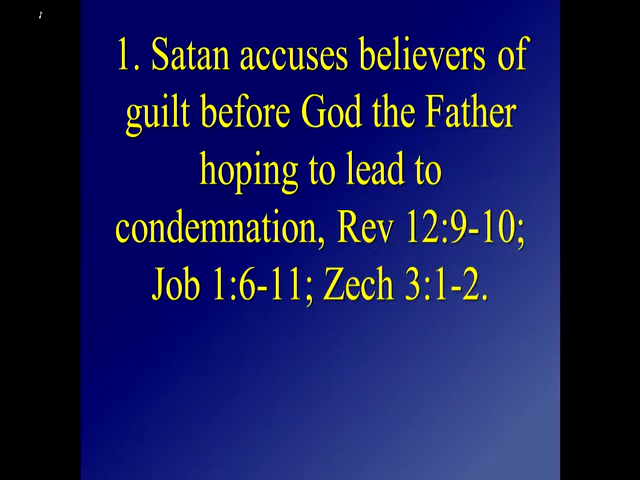 1. Satan accuses believers of
guilt before God the Father
hoping to lead to
condemnation, Rev 12:9-10;
Job 1:6-11; Zech 3:1-2.